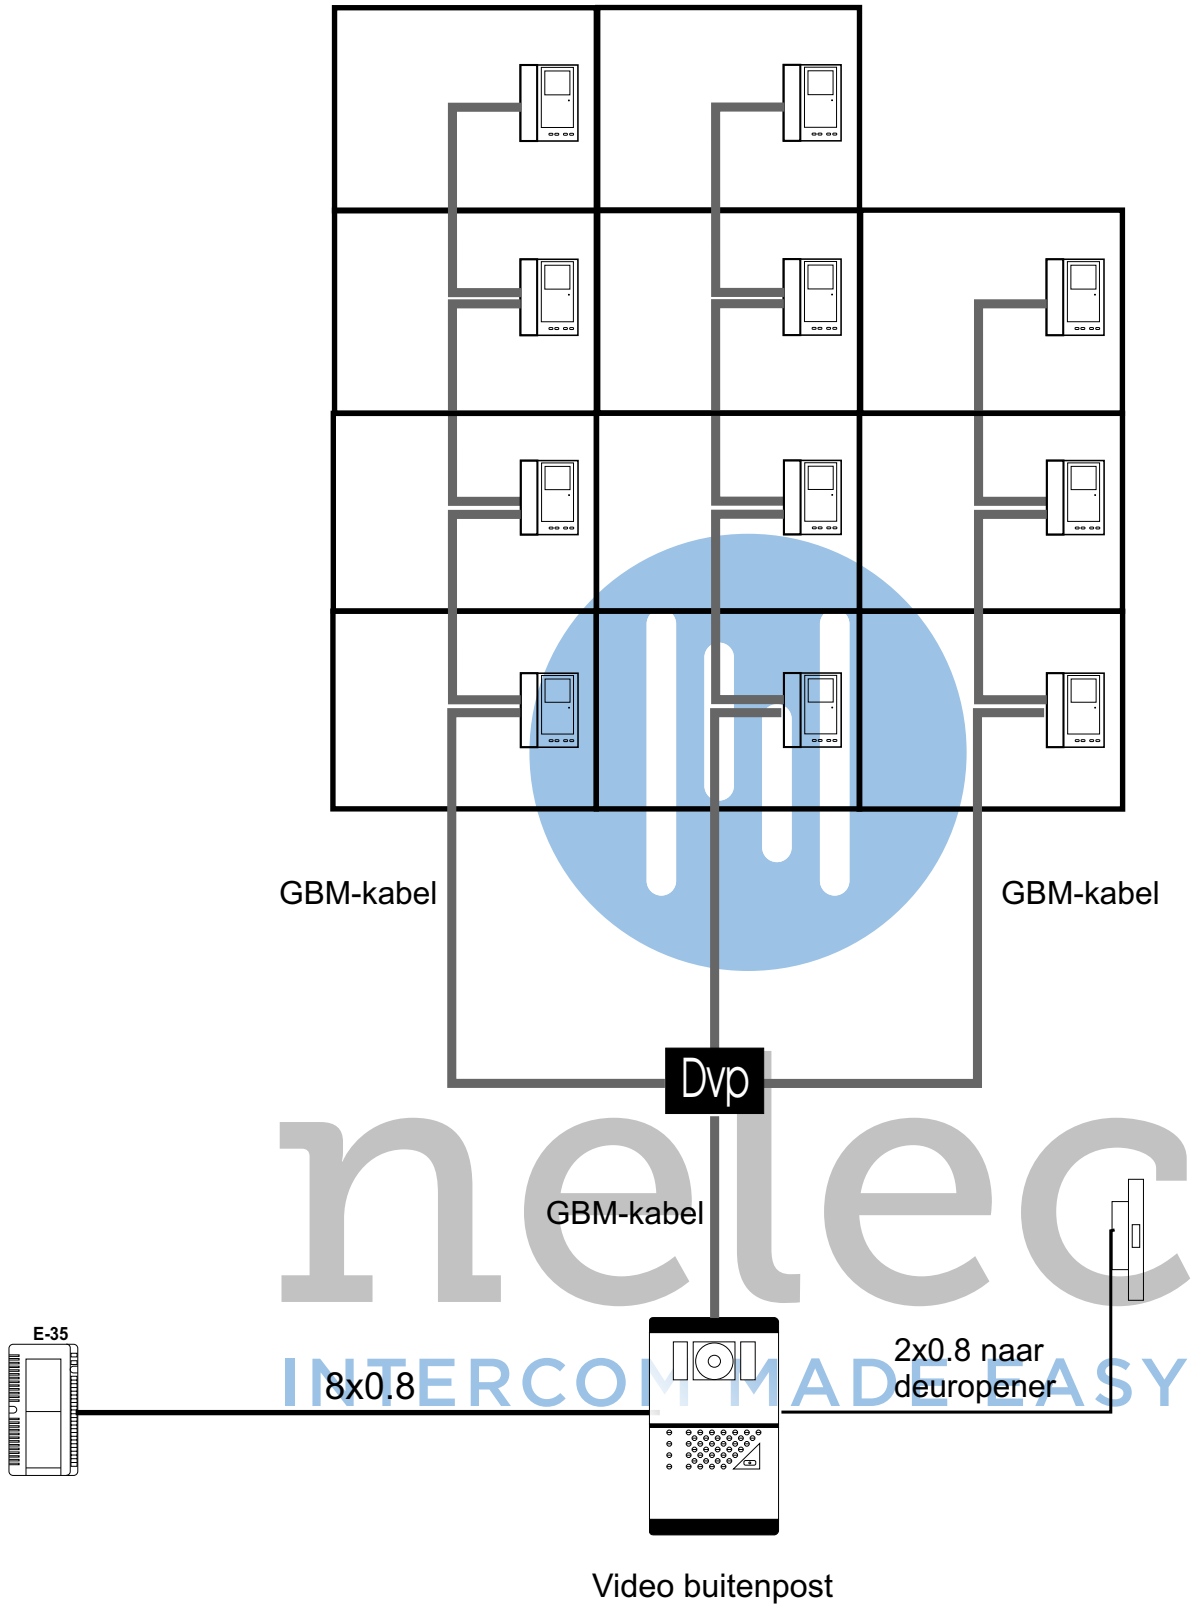 GBM-kabel
GBM-kabel
Dvp
nelec
GBM-kabel
E-35
INTERCOM MADE EASY
8x0.8
2x0.8 naar
deuropener
Video buitenpost